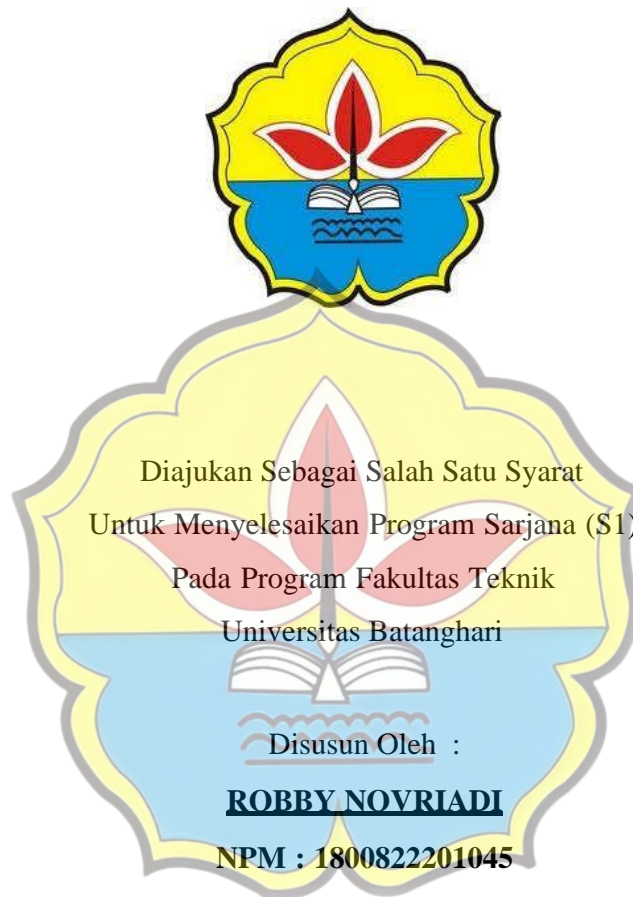 Diajukan Sebagai Salah Satu Syarat
Untuk Menyelesaikan Program Sarjana (S1)
Pada Program Fakultas Teknik
Universitas Batanghari
Disusun Oleh :
ROBBY NOVRIADI
NPM : 1800822201045